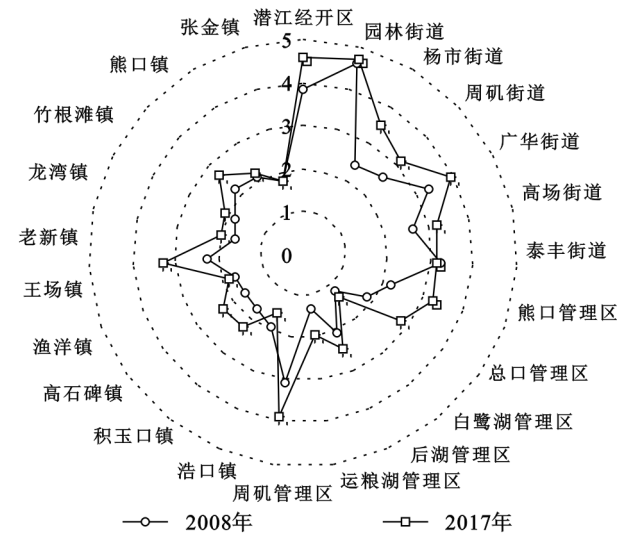 潜江经开区
园林街道
杨市街道
周矶街道
广华街道
高场街道
泰丰街道
熊口管理区
总口管理区
白鹭湖管理区
后湖管理区
运粮湖管理区
周矶管理区
浩口镇
积玉口镇
高石碑镇
渔洋镇
王场镇
老新镇
龙湾镇
竹根滩镇
熊口镇
张金镇
5
4
3
2
1
0
2008年
2017年